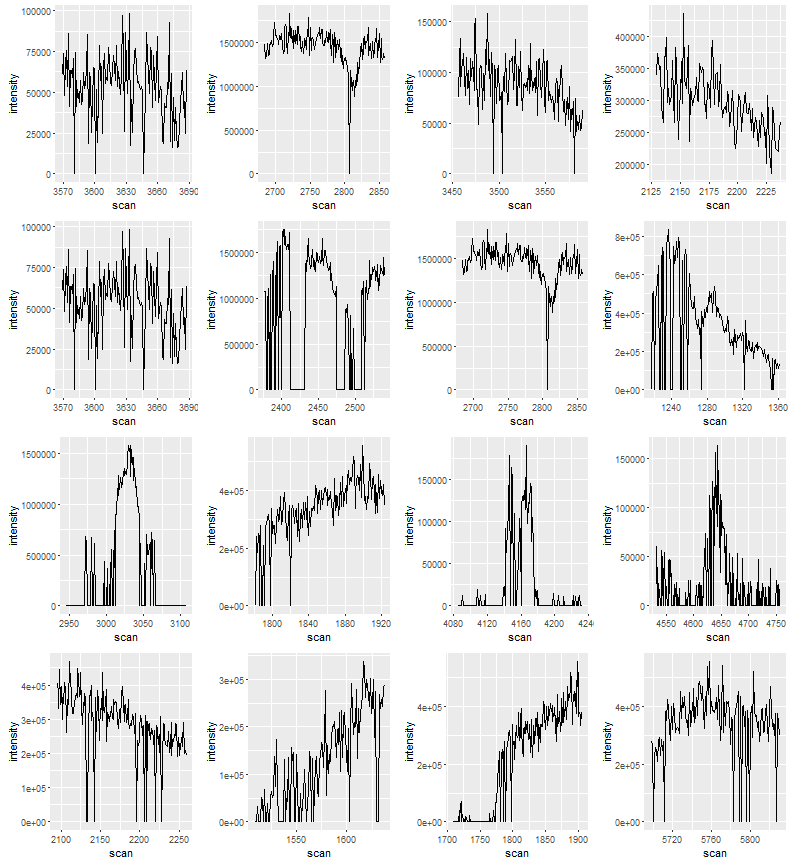 100000
75000
50000
25000
0
intensity
3570 3600 3630 3660 3690
scan
1500000
1000000
500000
0
intensity
2700 2750 2800 2850
scan
150000
100000
50000
0
intensity
3450 3500 3550
scan
400000
350000
300000
250000
200000
intensity
2125 2150 2175 2200 2225
scan
100000
75000
50000
25000
0
intensity
3570 3600 3630 3660 3690
scan
1500000
1000000
500000
0
intensity
2400 2450 2500
scan
1500000
1000000
500000
0
intensity
2700 2750 2800 2850
scan
8e+05
6e+05
4e+05
2e+05
0e+00
intensity
1240 1280 1320 1360
scan
1500000
1000000
500000
0
intensity
2950 3000 3050 3100
scan
4e+05
2e+05
0e+00
intensity
1800 1840 1880 1920
scan
200000
150000
100000
50000
0
intensity
4080 4120 4160 4200 424
scan
150000
100000
50000
0
intensity
4550 4600 4650 4700 4750
scan
4e+05
3e+05
2e+05
1e+05
0e+00
intensity
2100 2150 2200 2250
scan
3e+05
2e+05
1e+05
0e+00
intensity
1550 1600
scan
4e+05
2e+05
0e+00
intensity
1700 1750 1800 1850 1900
scan
4e+05
2e+05
0e+00
intensity
5720 5760 5800
scan